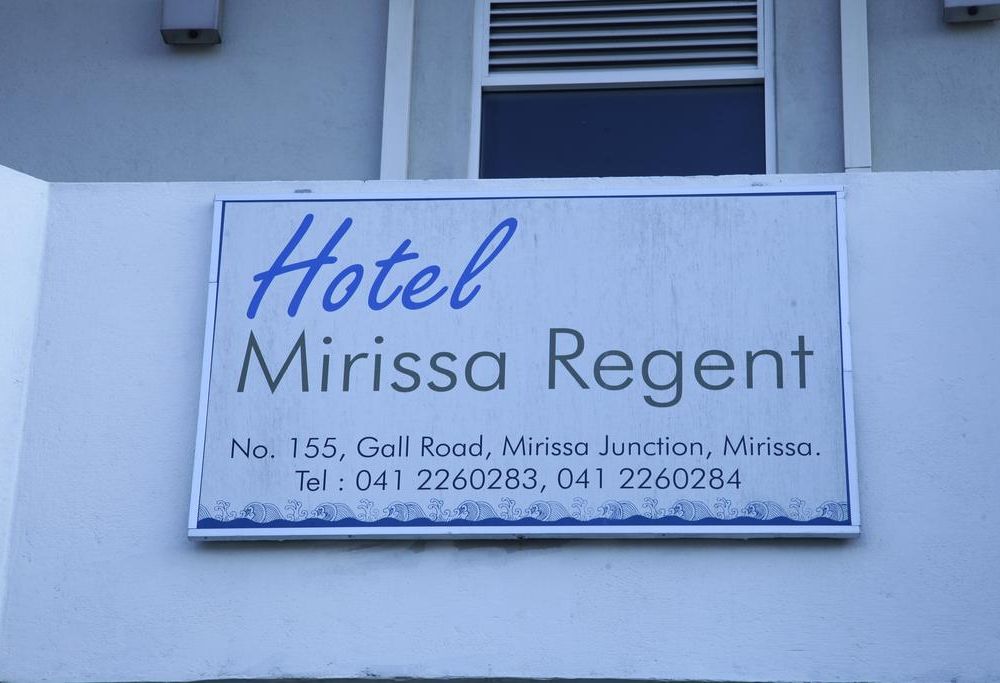 Hotel
Mirissa Regent
No. 155, Gall Road, Mirissa Junction, Mirissa.
Tel : 041 2260283, 041 2260284